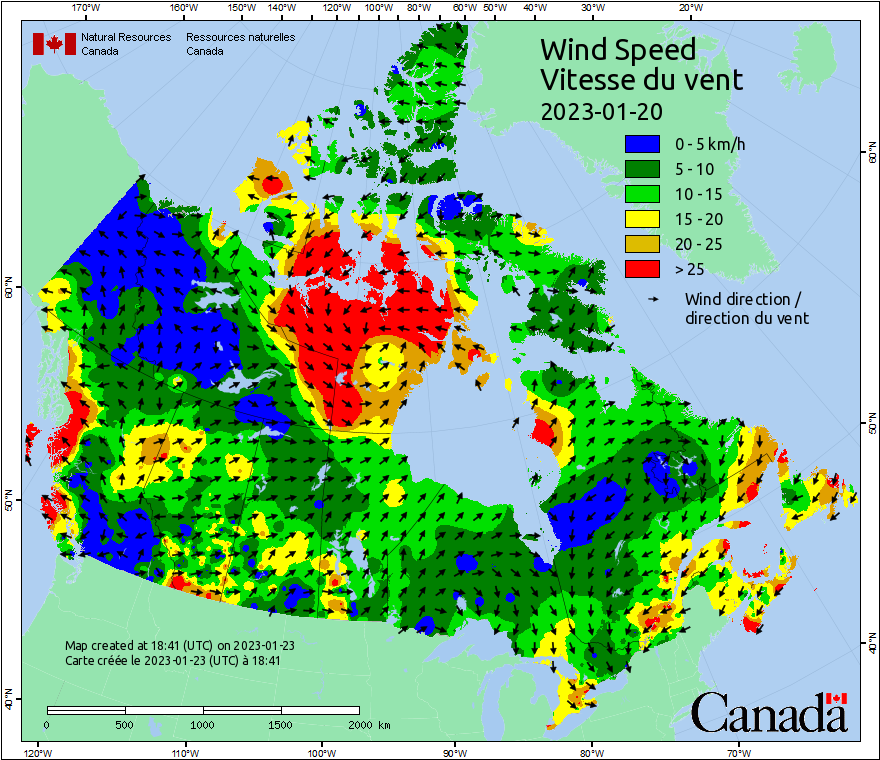 170°W 160°W 150°W 140°W 130°W 120°W 110°W 100°W 90°W 80°W 70°W 60°W 50°W 40°W 30°W 20°W
Natural Resources Ressources naturelles
Canada Canada
Wind Speed
Vitesse du vent
2023-01-20
0 - 5 km/h
5 - 10
10 - 15
15 - 20
20 - 25
> 25
Wind direction /
direction du vent
60°N
60°N
50°N
50°N
40°N
40°N
Map created at 18:41 (UTC) on 2023-01-23
Carte créée le 2023-01-23 (UTC) à 18:41
0 500 1000 1500 2000 km
Canada
120°W 110°W 100°W 90°W 80°W 70°W